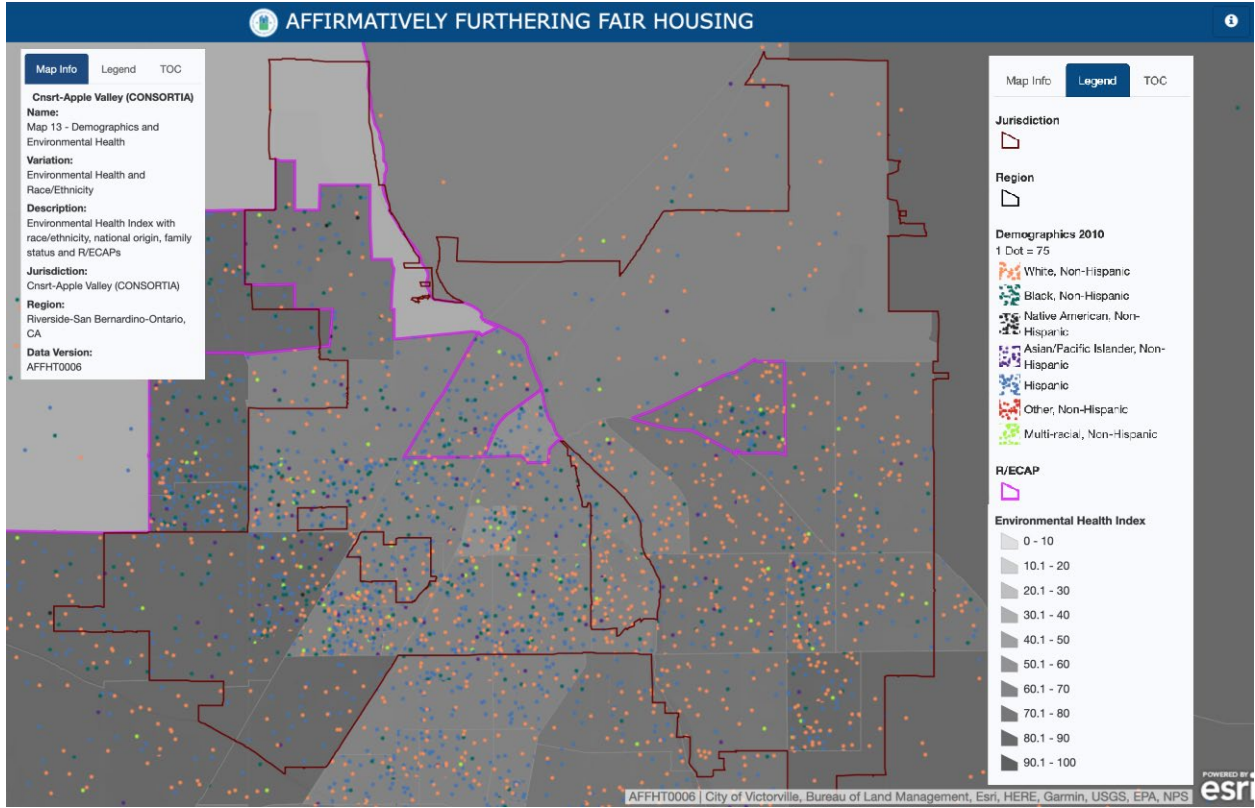 AFFIRMATIVELY FURTHERING FAIR HOUSING
Map Info Legend TOC
Cnsrt-Apple Valley (CONSORTIA)
Name:
Map 13 - Demographics and
Environmental Health
Variation:
Environmental Health and
Race/Ethnicity
Description:
Environmental Health Index with
race/ethnicity, national origin, family
status and R/ECAPs
Jurisdiction:
Cnsrt-Apple Valley (CONSORTIA)
Region:
Riverside-San Bernardino-Ontario,
CA
Data Version:
AFFHT0006
Map Info Legend TOC
Jurisdiction
Region
Demographics 2010
1 Dot = 75
White, Non-Hispanic
Black, Non-Hispanic
Native American, Non-
Hispanic
Asian/Pacific Islander, Non-
Hispanic
Hispanic
Other, Non-Hispanic
Multi-racial, Non-Hispanic
R/ECAP
Environmental Health Index
0 - 10
10.1 - 20
20.1 - 30
30.1 - 40
40.1 - 50
50.1 - 60
60.1 - 70
70.1 - 80
80.1 - 90
90.1 - 100
AFFHT0006 | City of Victorville, Bureau of Land Management, Esri, HERE, Garmin, USGS, EPA, NPS
POWERED BY
esri